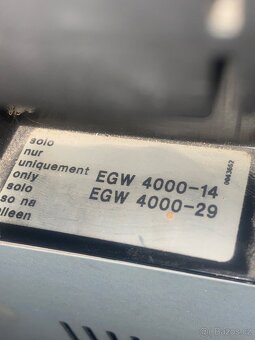 solo
nur
uniquement EGW 4000-14
only EGW 4000-29
solo
so na
lleen